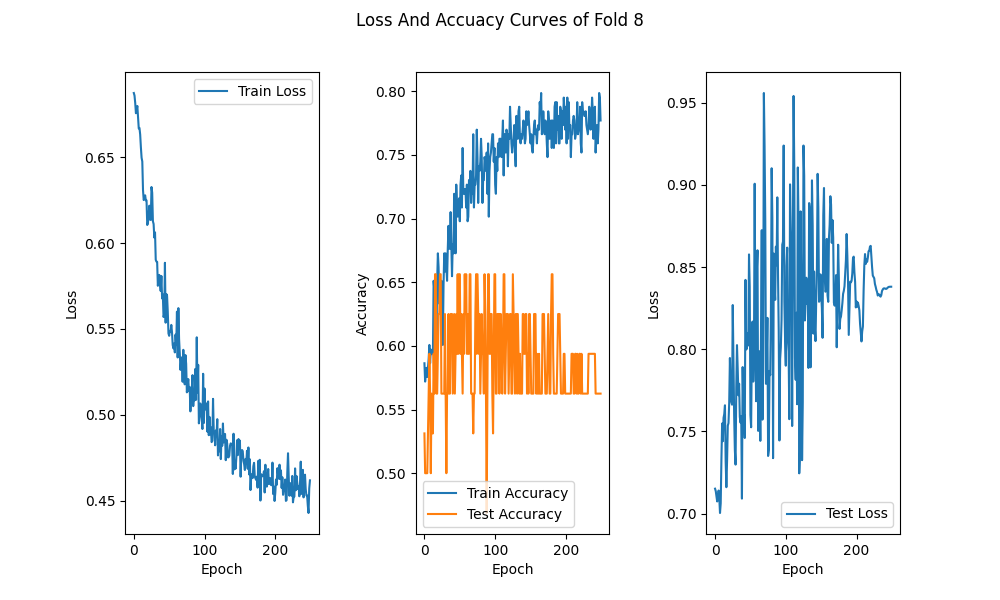 Loss And Accuacy Curves of Fold 8
Train Loss
0.65
0.60
0.55
0.50
0.45
Loss
0
100
200
Epoch
0.80
0.75
0.70
0.65
0.60
0.55
0.50
Accuracy
Train Accuracy
Test Accuracy
0
100
200
Epoch
0.95
0.90
0.85
0.80
0.75
0.70
Loss
Test Loss
0
100
200
Epoch